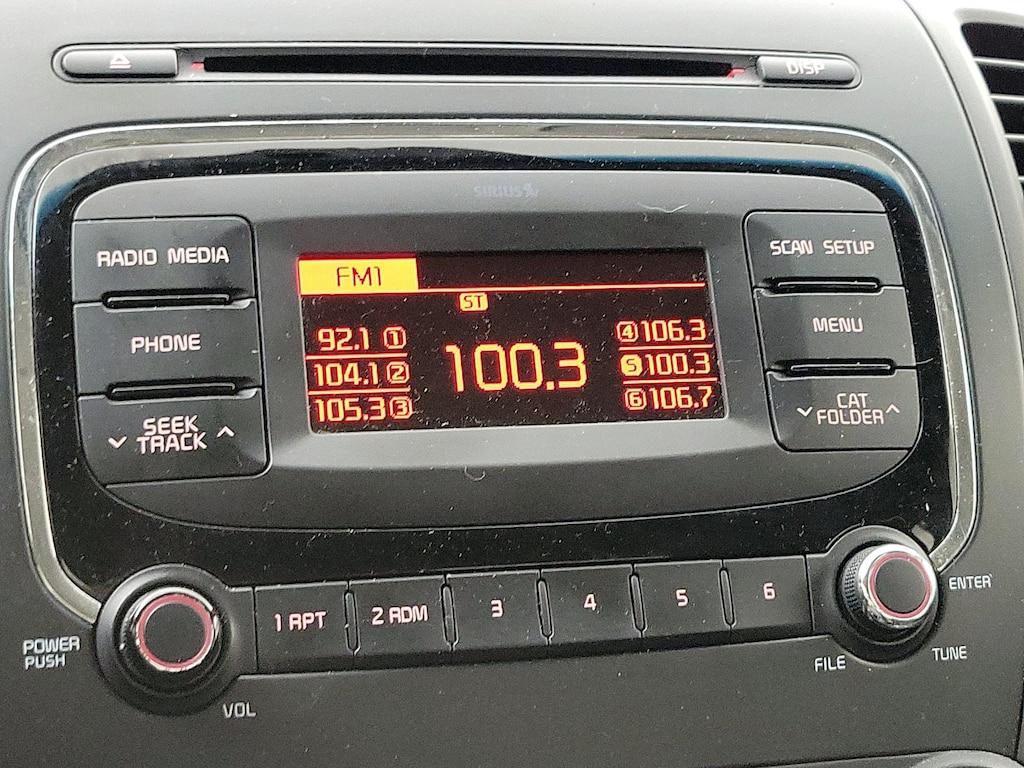 DISP
SIRIUS
RADIO MEDIA
PHONE
SEEK
TRACK
FM1
ST
92.1 1
104.1 2
105.3 3
100.3
4 106.3
5 100.3
6 106.7
SCAN SETUP
MENU
CAT
FOLDER
1 RPT
2 RDM
3
4
5
6
POWER
PUSH
VOL
ENTER
TUNE
FILE